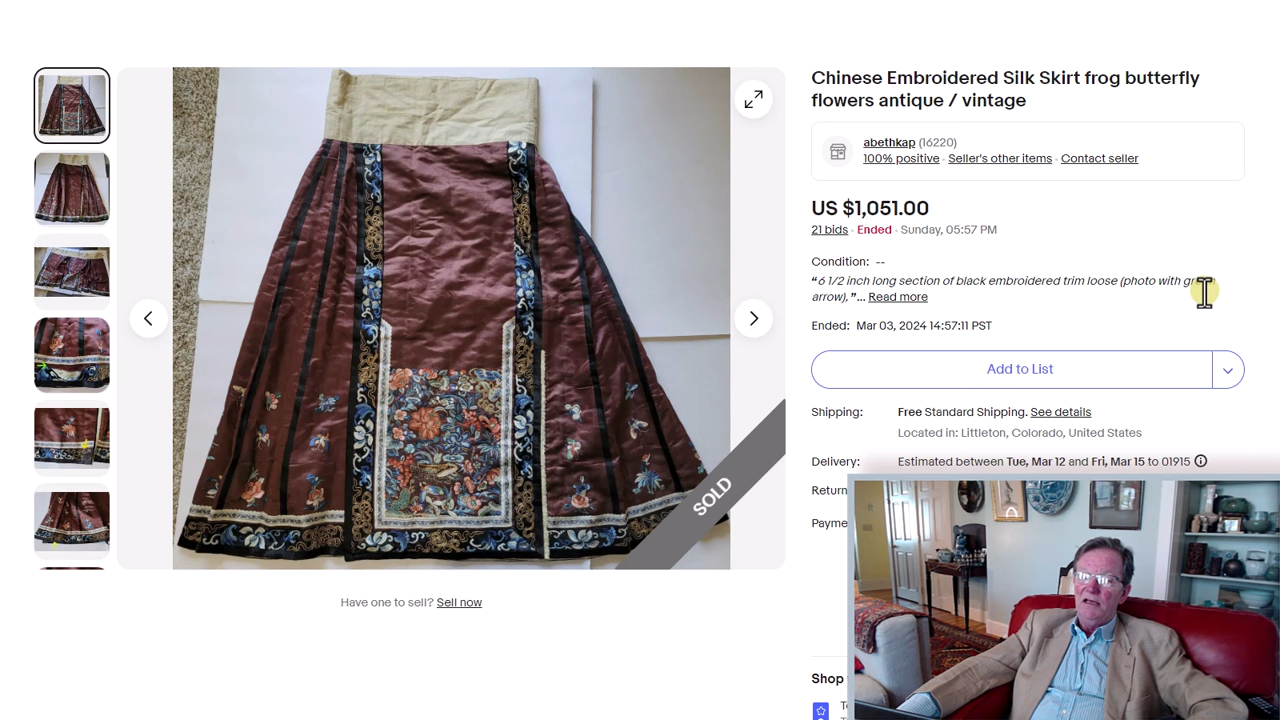 Chinese Embroidered Silk Skirt frog butterfly
flowers antique / vintage
abethkap (16220)
100% positive · Seller's other items · Contact seller
US $1,051.00
21 bids · Ended · Sunday, 05:57 PM
Condition: --
“6 1/2 inch long section of black embroidered trim loose (photo with
arrow), ”... Read more
Ended: Mar 03, 2024 14:57:11 PST
Add to List
Shipping: Free Standard Shipping. See details
Located in: Littleton, Colorado, United States
Delivery: Estimated between Tue, Mar 12 and Fri, Mar 15 to 01915
Return
Payme
SOLD
Have one to sell? Sell now
Shop